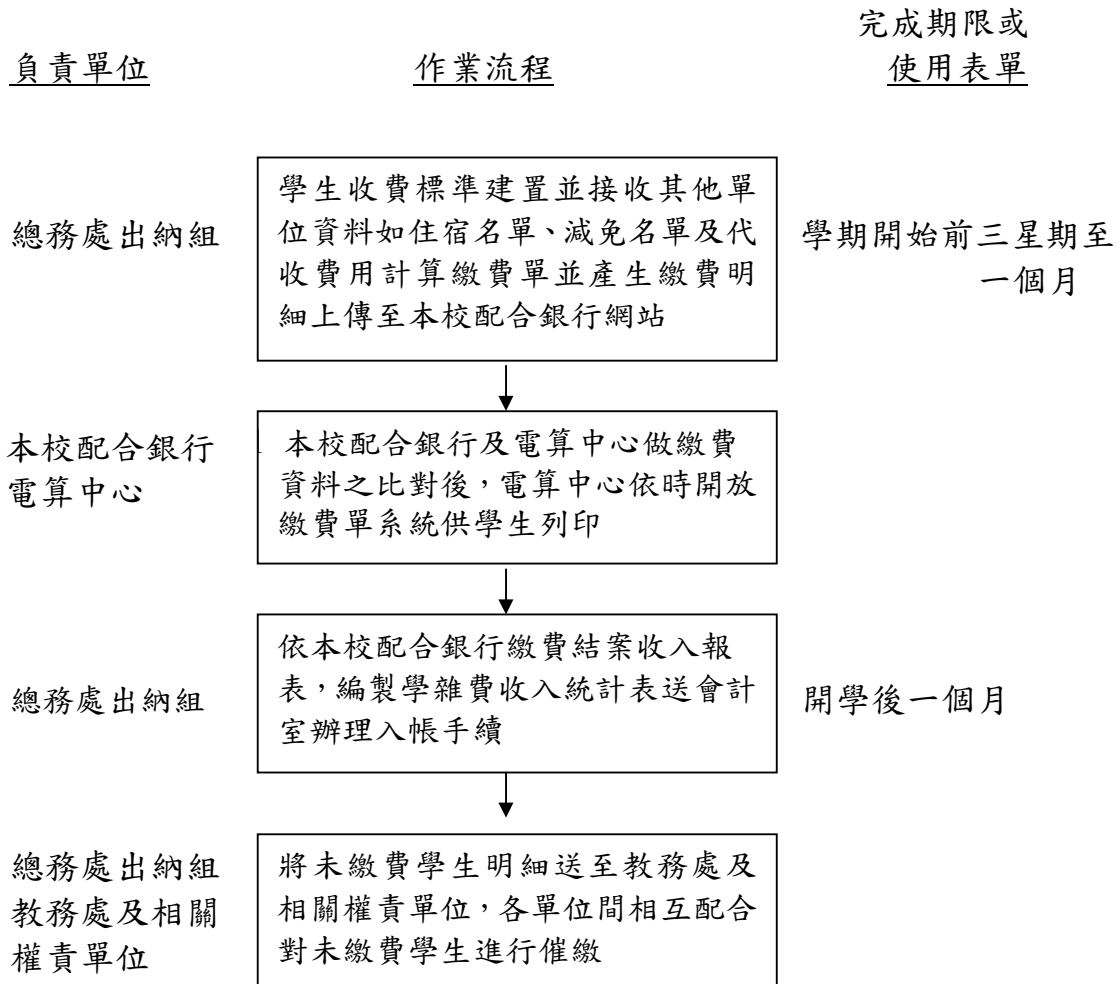 完成期限或
負責單位 作業流程 使用表單
學生收費標準建置並接收其他單
總務處出納組 位資料如住宿名單、減免名單及代 學期開始前三星期至
收費用計算繳費單並產生繳費明 一個月
細上傳至本校配合銀行網站
本校配合銀行 本校配合銀行及電算中心做繳費
電算中心 資料之比對後，電算中心依時開放
繳費單系統供學生列印
依本校配合銀行繳費結案收入報
總務處出納組 表，編製學雜費收入統計表送會計 開學後一個月
室辦理入帳手續
總務處出納組 將未繳費學生明細送至教務處及
教務處及相關 相關權責單位，各單位間相互配合
權責單位 對未繳費學生進行催繳